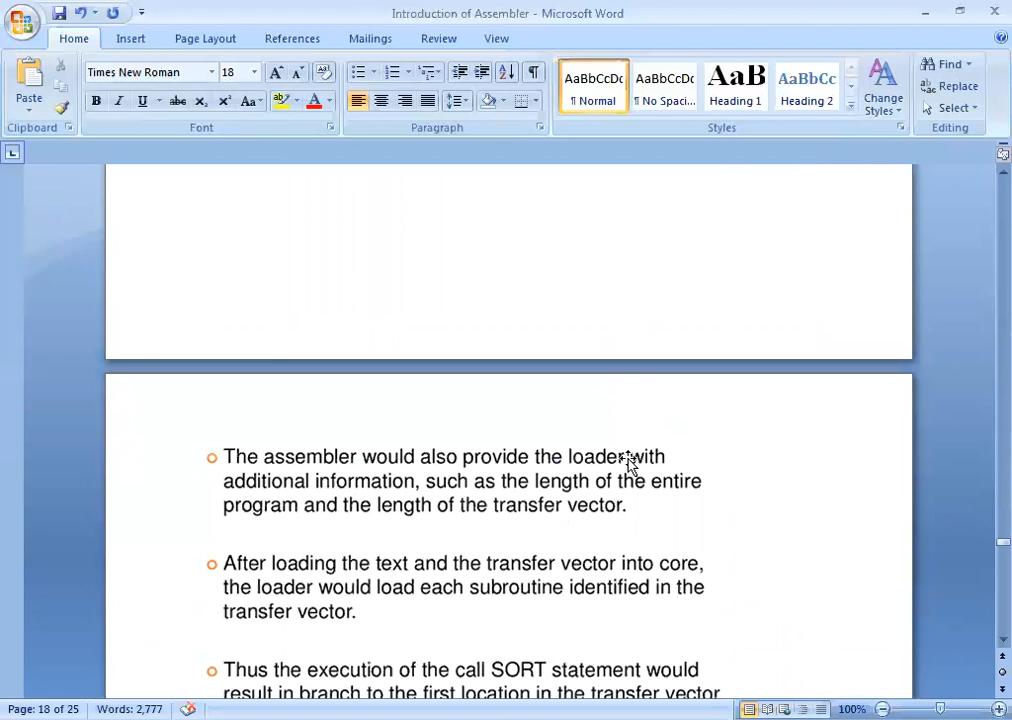 Introduction of Assembler - Microsoft Word
Home Insert Page Layout References Mailings Review View
Paste
Clipboard
Times New Roman 18
B I U abc X₂ X² Aa
Font
Paragraph
AaBbCcDc AaBbCcDc AaB AaBbCc
¶ Normal ¶ No Spaci... Heading 1 Heading 2
Change
Styles
Styles
Find
Replace
Select
Editing
The assembler would also provide the loader with
additional information, such as the length of the entire
program and the length of the transfer vector.
After loading the text and the transfer vector into core,
the loader would load each subroutine identified in the
transfer vector.
Thus the execution of the call SORT statement would
result in branch to the first location in the transfer vector
Page: 18 of 25 Words: 2,777 100%